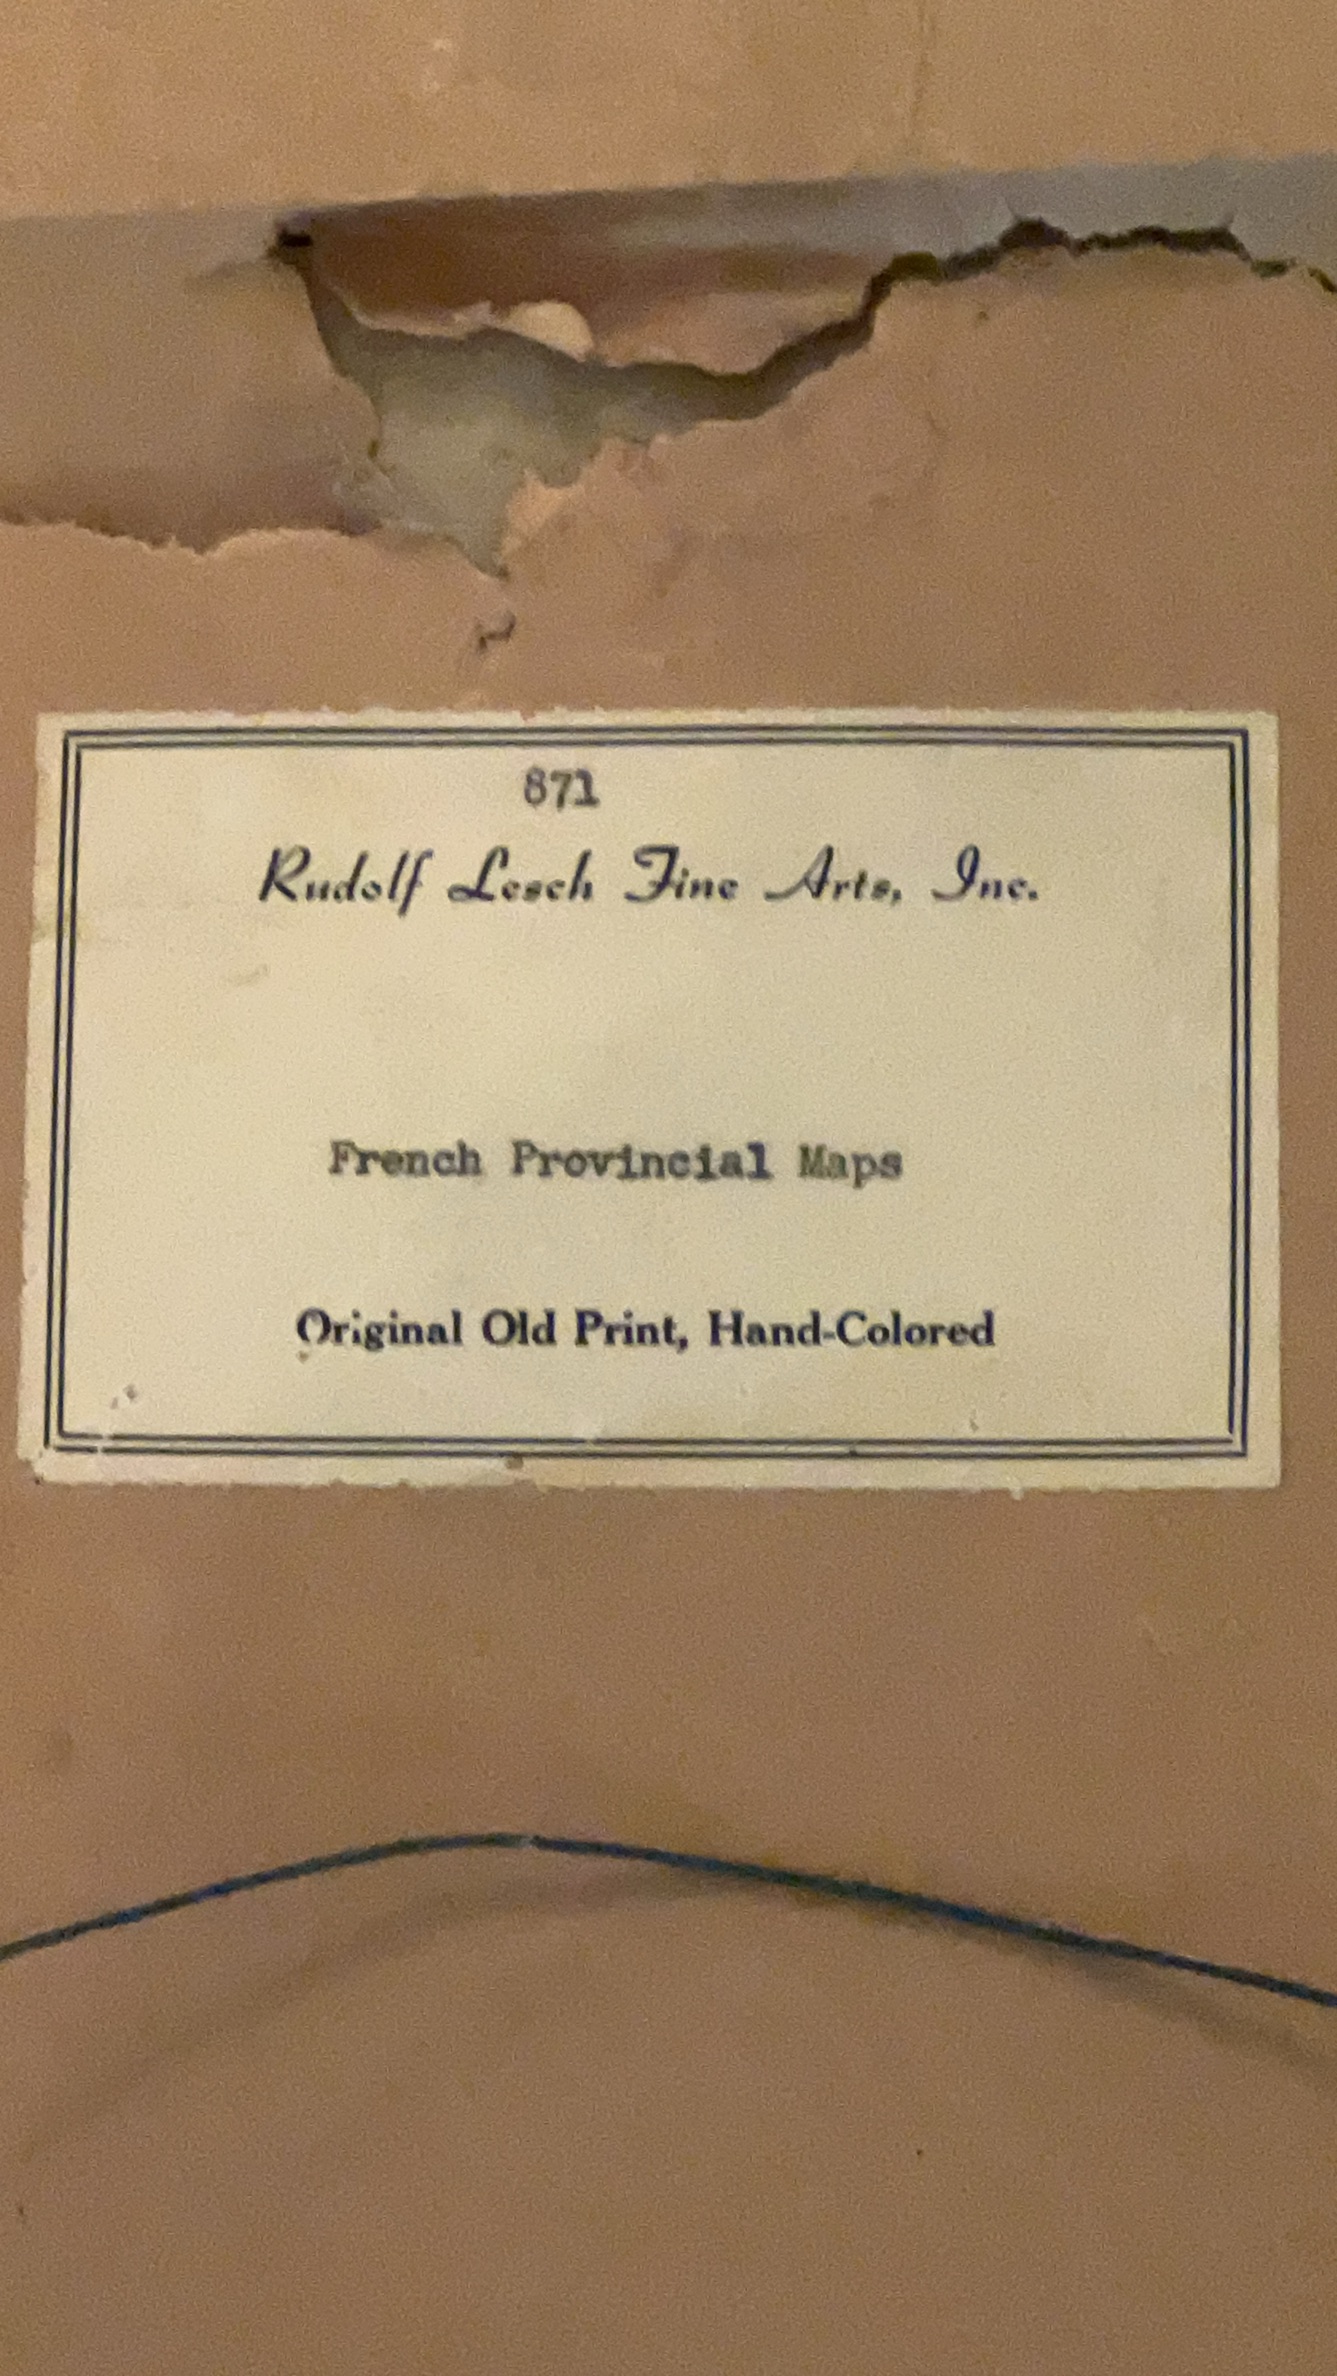 871
Rudolf Lesch Fine Arts, Inc.
French Provincial Maps
Original Old Print, Hand-Colored